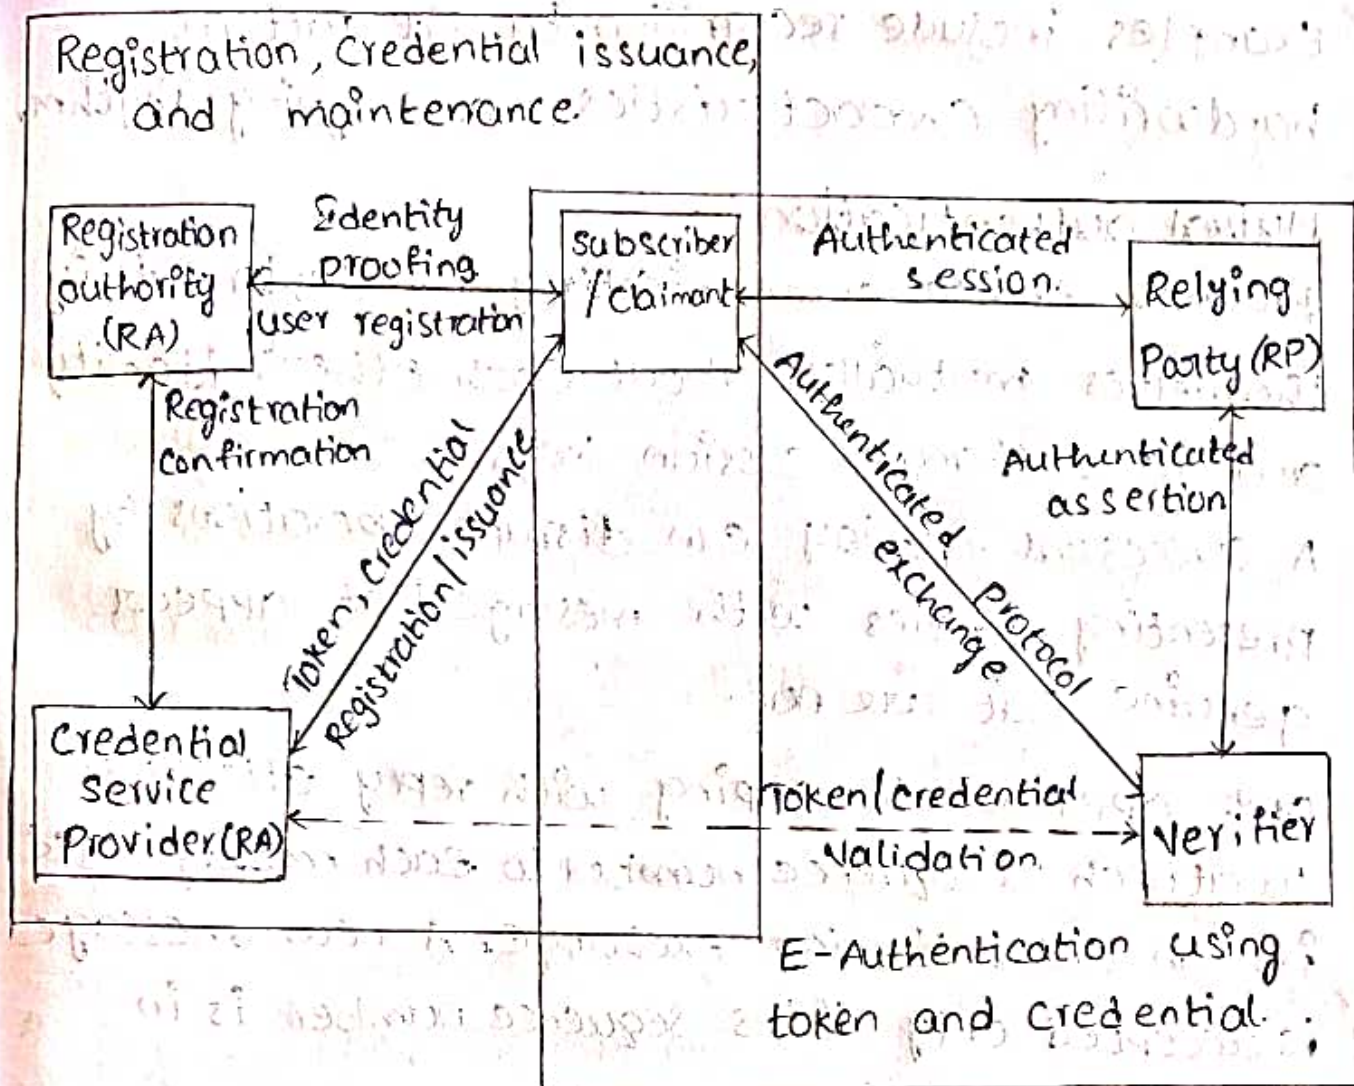 Registration, Credential issuance,
and maintenance.
Registration
authority
(RA)
Identity
proofing
user registration
Subscriber
/Claimant
Authenticated
session.
Relying
Party (RP)
Registration
confirmation
Token, Credential
Registration/issuance
Authenticated protocol
exchange
Authenticated
assertion
Credential
Service
Provider (RA)
Token/credential
Validation
Verifier
E-Authentication using
token and credential.